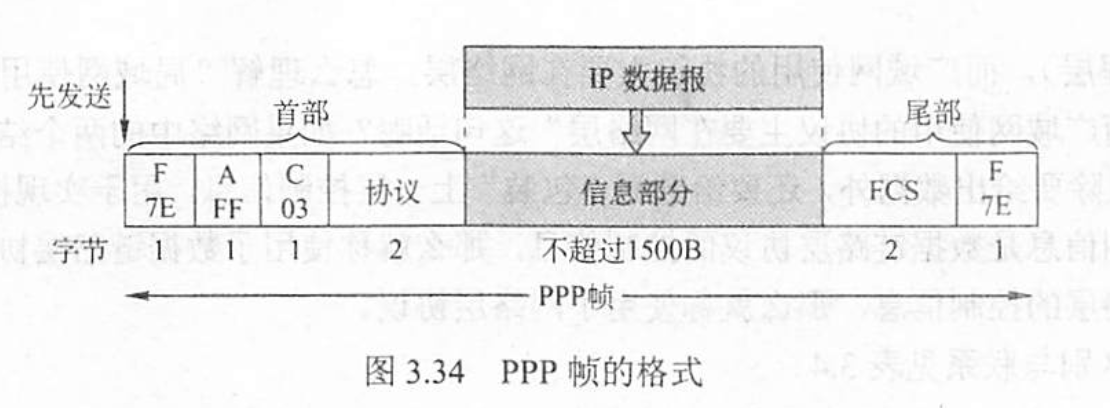 IP 数据报
先发送
首部
尾部
F A C F
7E FF 03 协议 信息部分 FCS 7E
字节 1 1 1 2 不超过1500B 2 1
PPP帧
图 3.34 PPP 帧的格式